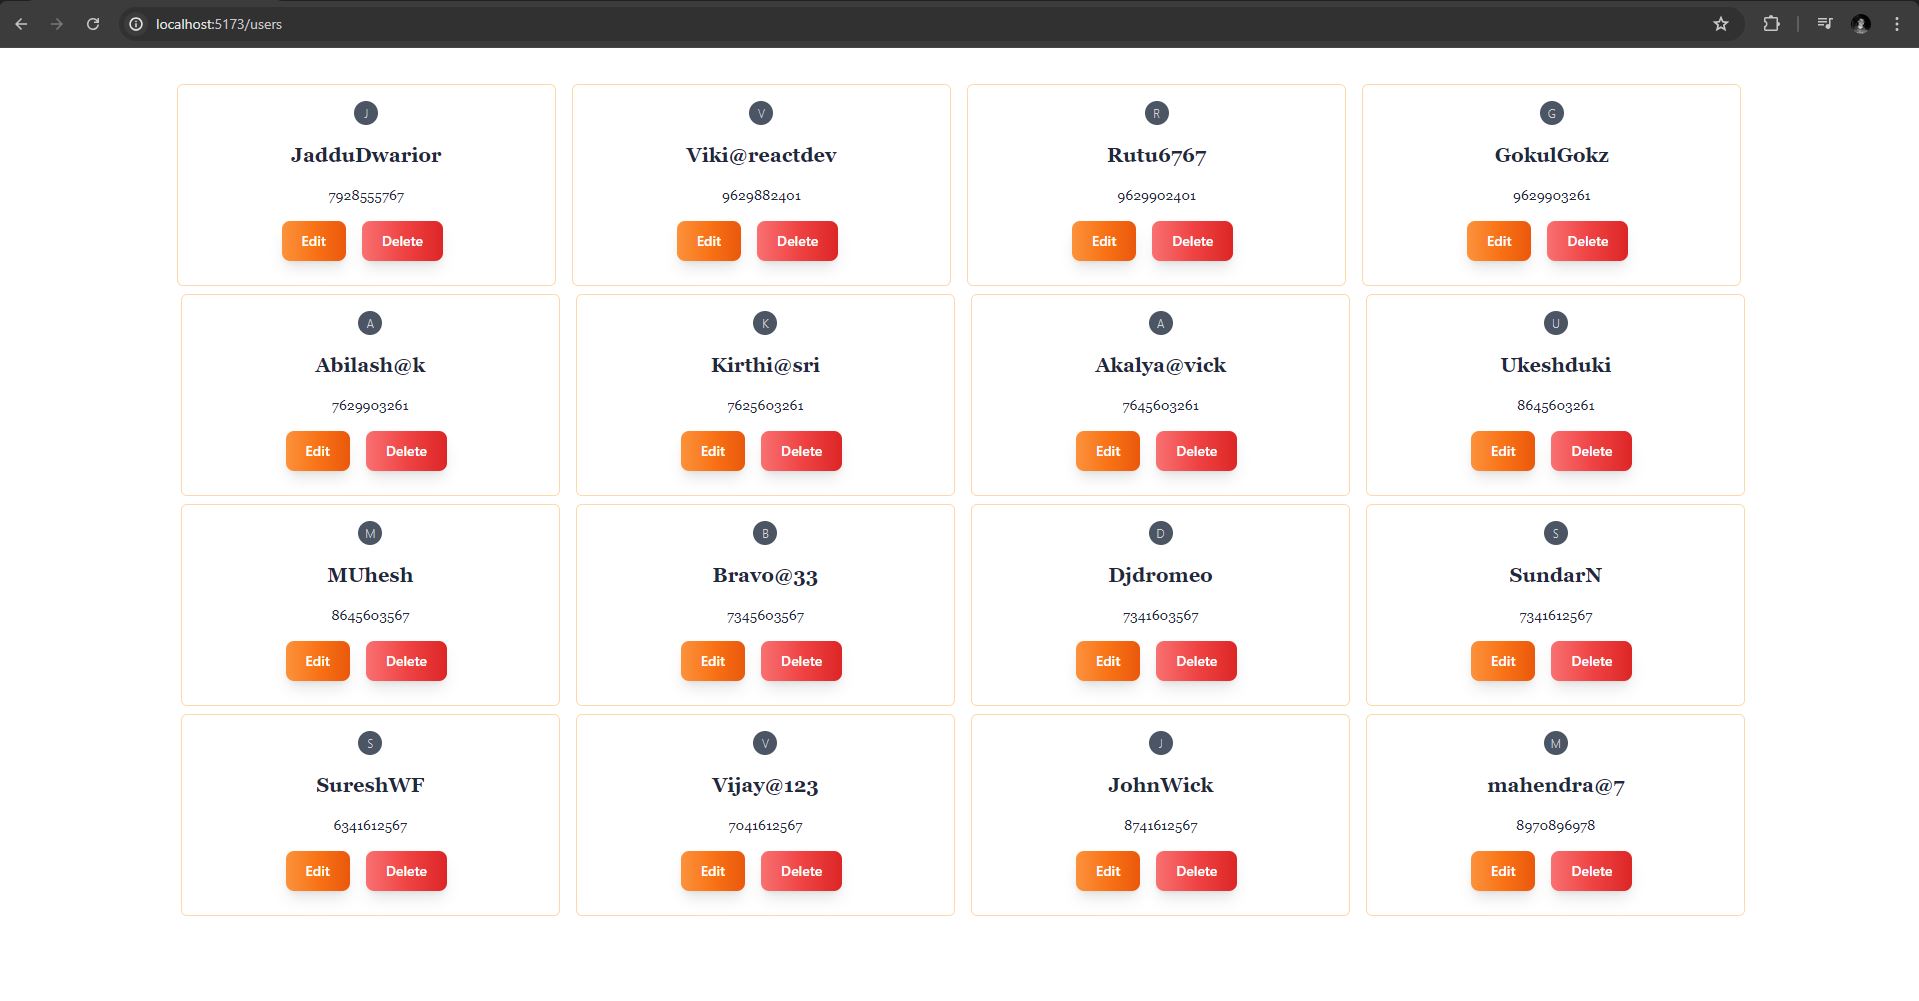 localhost:5173/users
J V R G
JadduDwarior Viki@reactdev Rutu6767 GokulGokz
7928555767 9629882401 9629902401 9629903261
Edit Delete Edit Delete Edit Delete Edit Delete
A K A U
Abilash@k Kirthi@sri Akalya@vick Ukeshduki
7629903261 7625603261 7645603261 8645603261
Edit Delete Edit Delete Edit Delete Edit Delete
M B D S
MUhesh Bravo@33 Djdromeo SundarN
8645603567 7345603567 7341603567 7341612567
Edit Delete Edit Delete Edit Delete Edit Delete
S V J M
SureshWF Vijay@123 JohnWick mahendra@7
6341612567 7041612567 8741612567 8970896978
Edit Delete Edit Delete Edit Delete Edit Delete